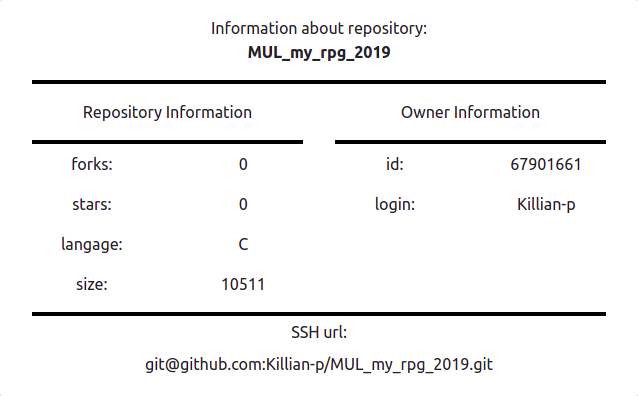 Information about repository:
MUL_my_rpg_2019
Repository Information
forks: 0
stars: 0
langage: C
size: 10511
Owner Information
id: 67901661
login: Killian-p
SSH url:
git@github.com:Killian-p/MUL_my_rpg_2019.git